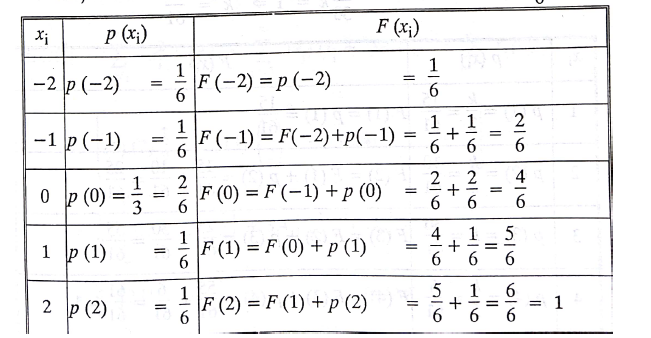 xᵢ p (xᵢ) F (xᵢ)
−2 p (−2) = 1/6 F (−2) = p (−2) = 1/6
−1 p (−1) = 1/6 F (−1) = F(−2)+p(−1) = 1/6 + 1/6 = 2/6
0 p (0) = 1/3 = 2/6 F (0) = F (−1) + p (0) = 2/6 + 2/6 = 4/6
1 p (1) = 1/6 F (1) = F (0) + p (1) = 4/6 + 1/6 = 5/6
2 p (2) = 1/6 F (2) = F (1) + p (2) = 5/6 + 1/6 = 6/6 = 1